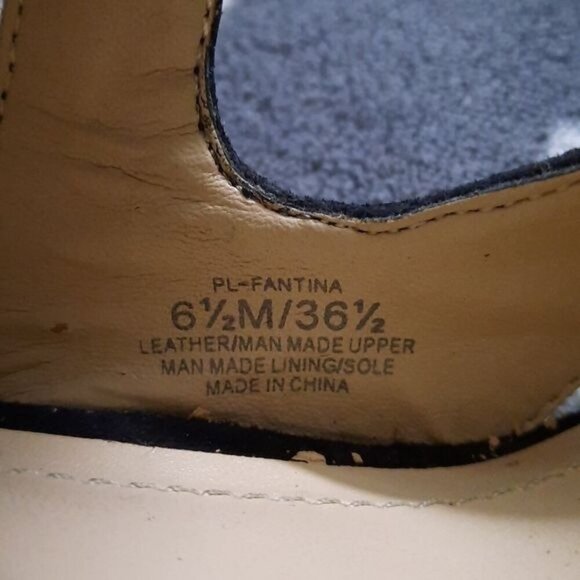 PL-FANTINA
6½M/36½
LEATHER/MAN MADE UPPER
MAN MADE LINING/SOLE
MADE IN CHINA